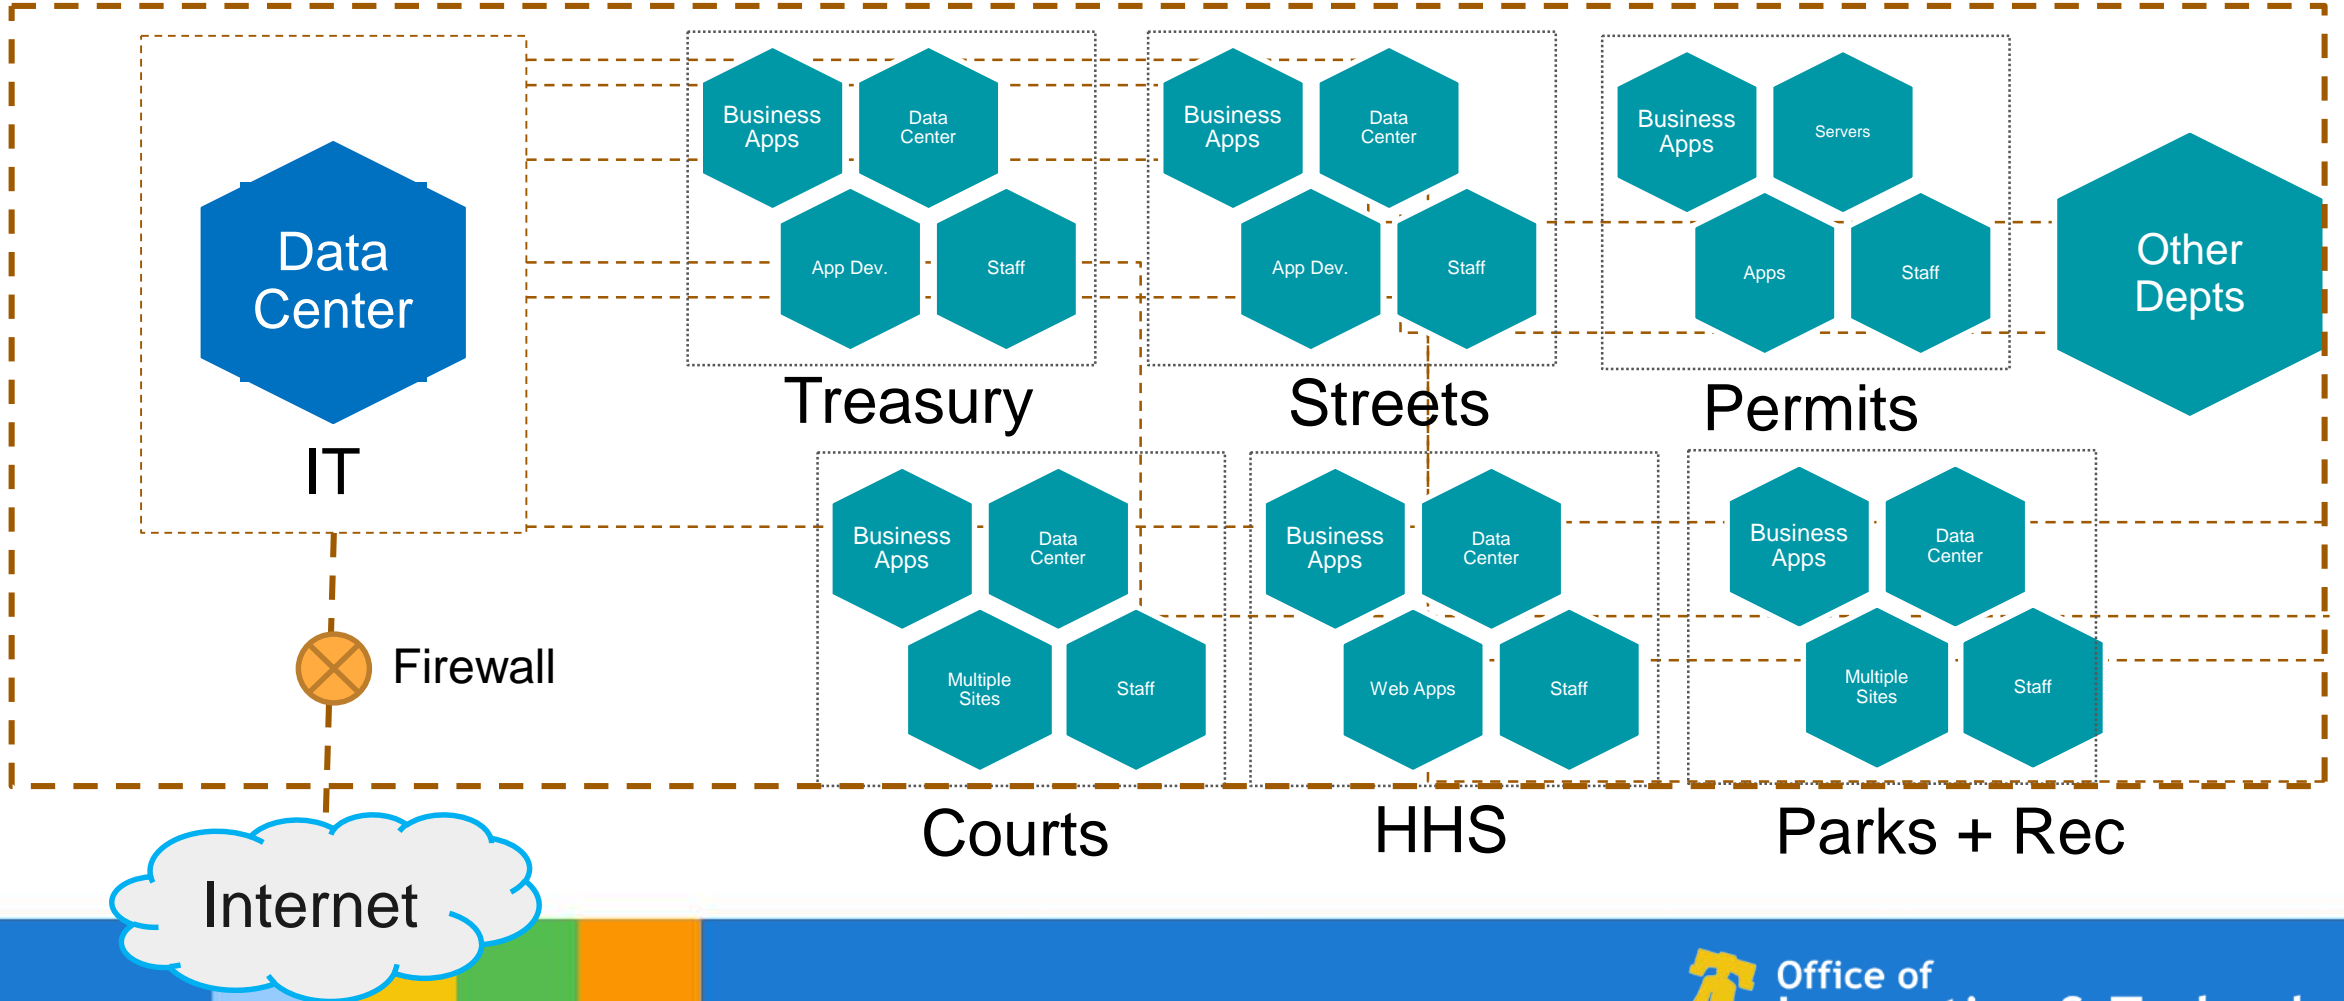 Data
Center
IT
Business
Apps
Data
Center
App Dev.
Staff
Treasury
Business
Apps
Data
Center
App Dev.
Staff
Streets
Business
Apps
Servers
Apps
Staff
Permits
Other
Depts
Firewall
Business
Apps
Data
Center
Multiple
Sites
Staff
Courts
Business
Apps
Data
Center
Web Apps
Staff
HHS
Business
Apps
Data
Center
Multiple
Sites
Staff
Parks + Rec
Internet
Office of